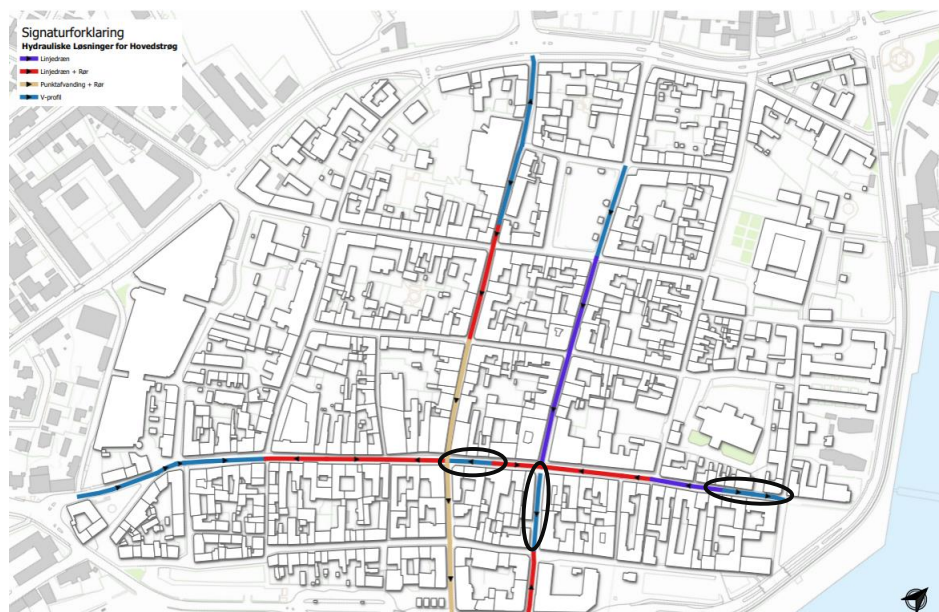 Signaturforklaring
Hydrauliske Løsninger for Hovedstrøg
Linjedræn
Linjedræn + Rør
Punktafvanding + Rør
V-profil